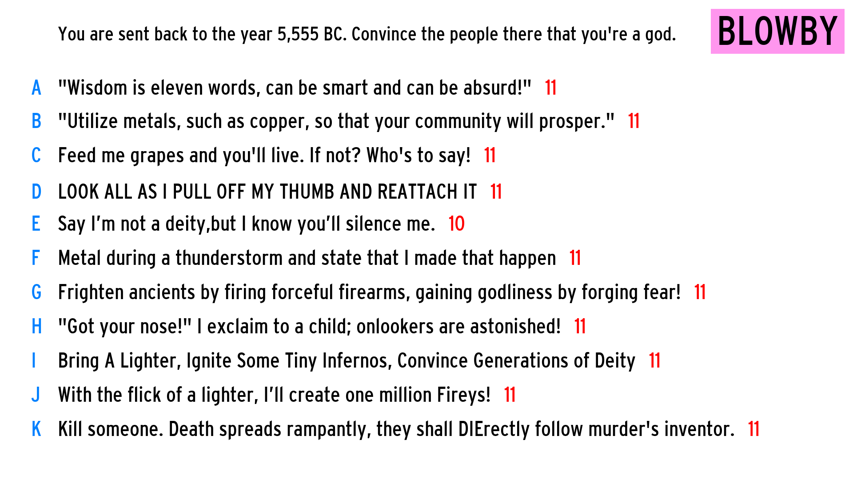 You are sent back to the year 5,555 BC. Convince the people there that you're a god.
BLOWBY
A "Wisdom is eleven words, can be smart and can be absurd!" 11
B "Utilize metals, such as copper, so that your community will prosper." 11
C Feed me grapes and you'll live. If not? Who's to say! 11
D LOOK ALL AS I PULL OFF MY THUMB AND REATTACH IT 11
E Say I'm not a deity,but I know you'll silence me. 10
F Metal during a thunderstorm and state that I made that happen 11
G Frighten ancients by firing forceful firearms, gaining godliness by forging fear! 11
H "Got your nose!" I exclaim to a child; onlookers are astonished! 11
I Bring A Lighter, Ignite Some Tiny Infernos, Convince Generations of Deity 11
J With the flick of a lighter, I'll create one million Fireys! 11
K Kill someone. Death spreads rampantly, they shall DIErectly follow murder's inventor. 11